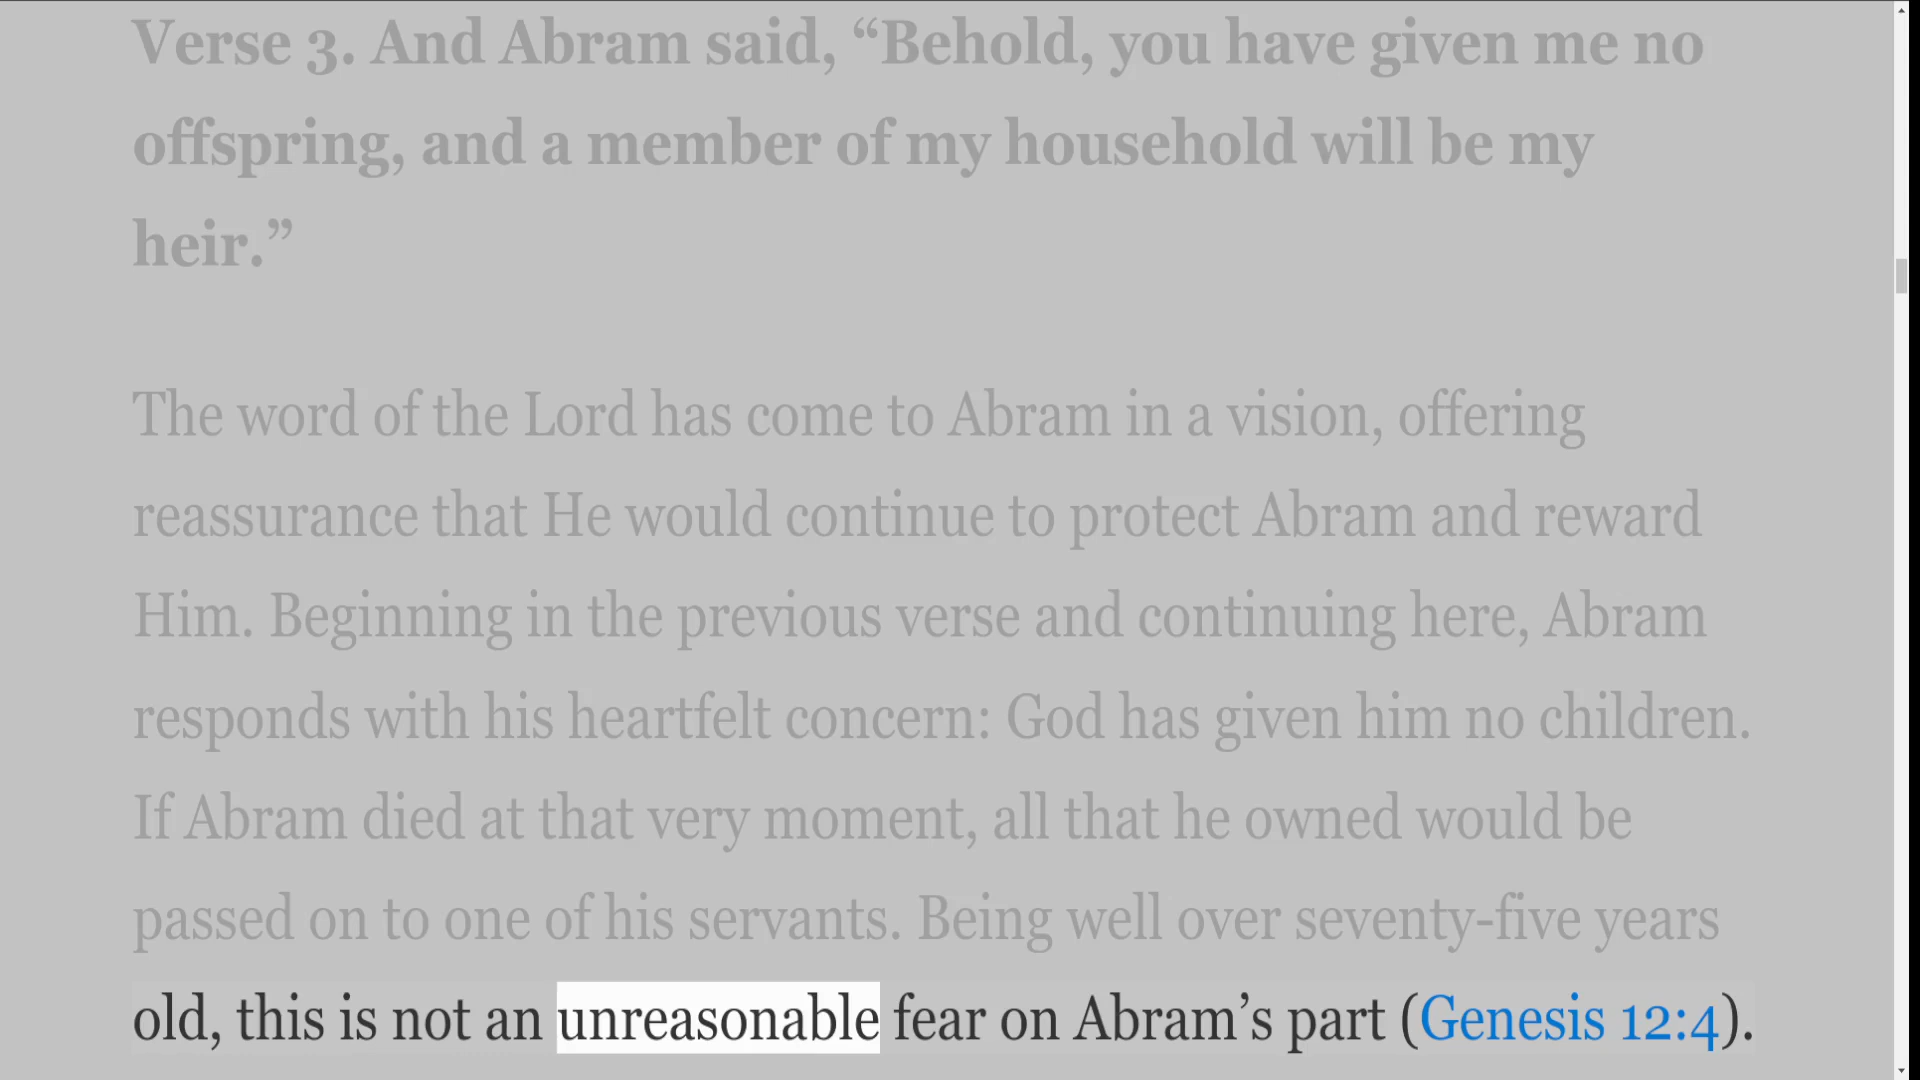 Verse 3. And Abram said, “Behold, you have given me no
offspring, and a member of my household will be my
heir.”
The word of the Lord has come to Abram in a vision, offering
reassurance that He would continue to protect Abram and reward
Him. Beginning in the previous verse and continuing here, Abram
responds with his heartfelt concern: God has given him no children.
If Abram died at that very moment, all that he owned would be
passed on to one of his servants. Being well over seventy-five years
old, this is not an unreasonable fear on Abram’s part (Genesis 12:4).